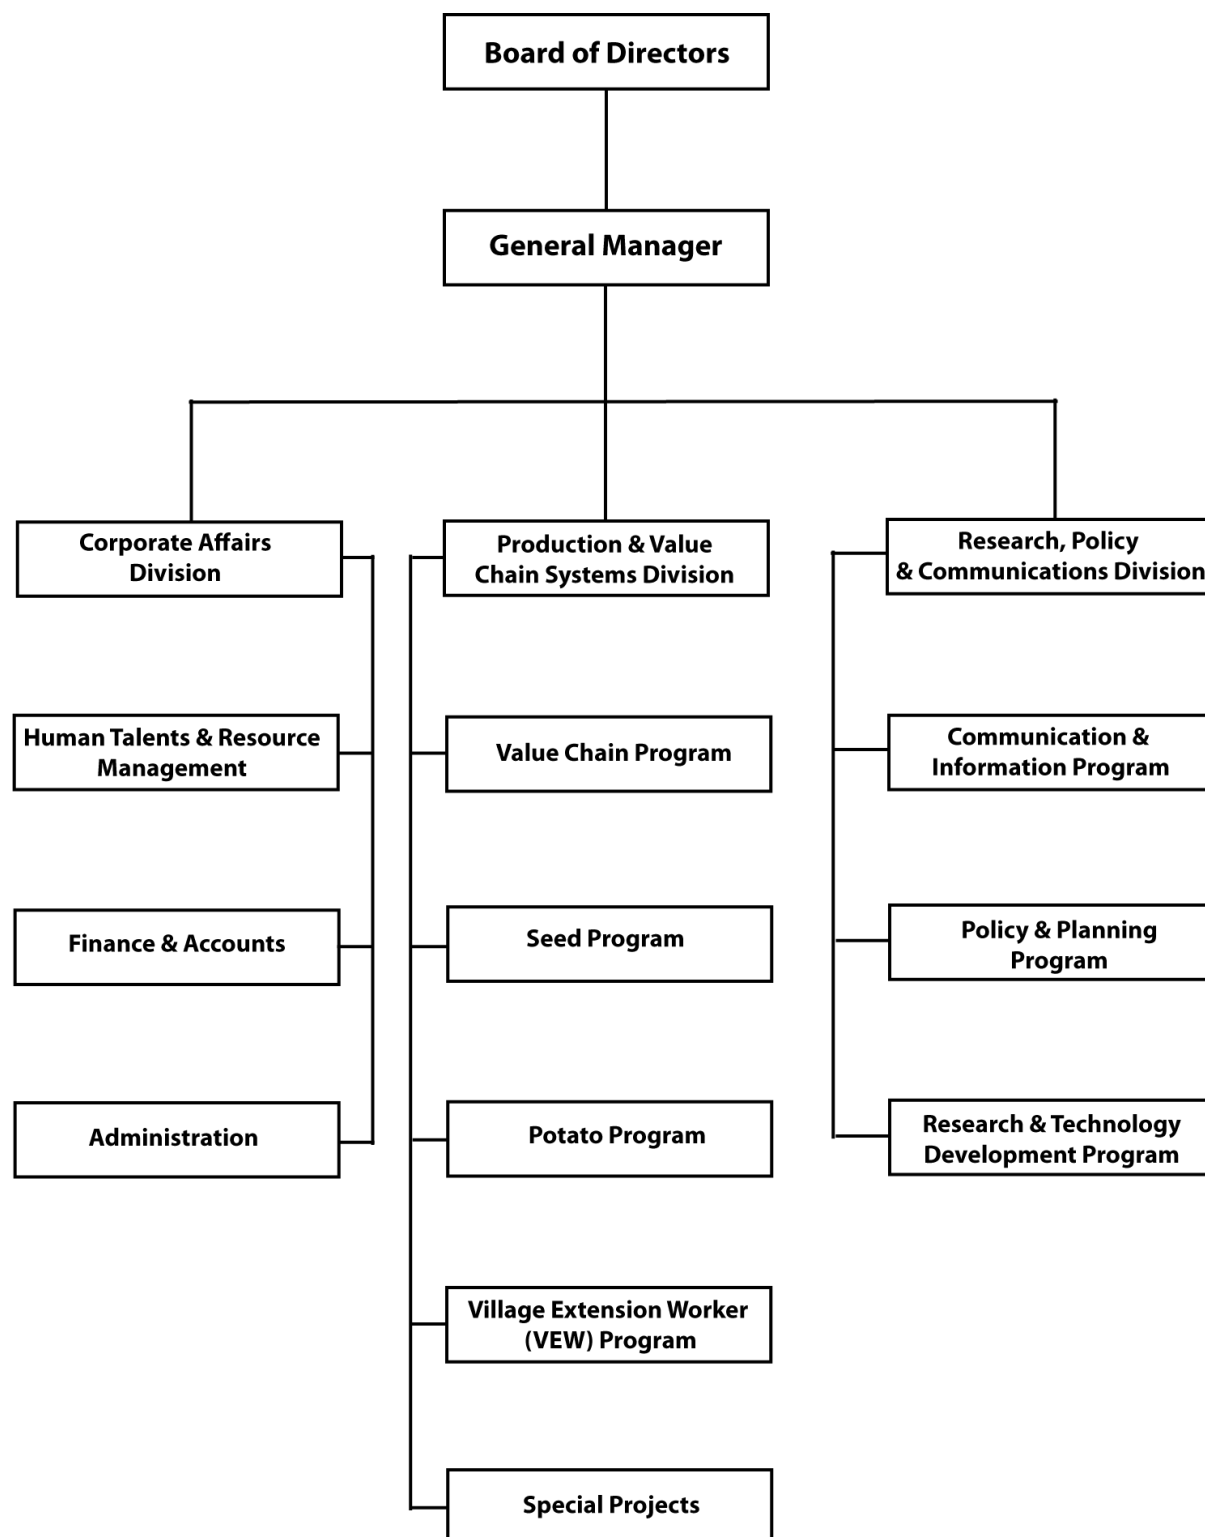 Board of Directors
General Manager
Corporate Affairs
Division
Production & Value
Chain Systems Division
Research, Policy
& Communications Division
Human Talents & Resource
Management
Value Chain Program
Communication &
Information Program
Finance & Accounts
Seed Program
Policy & Planning
Program
Administration
Potato Program
Research & Technology
Development Program
Village Extension Worker
(VEW) Program
Special Projects